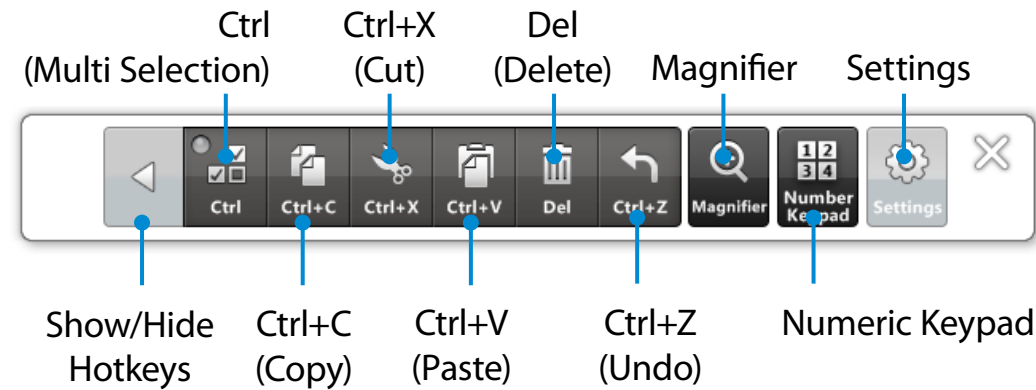 Ctrl
(Multi Selection)
Ctrl+X
(Cut)
Del
(Delete)
Magnifier
Settings
1 2
3 4
Ctrl
Ctrl+C
Ctrl+X
Ctrl+V
Del
Ctrl+Z
Magnifier
Number
Keypad
Settings
Show/Hide
Hotkeys
Ctrl+C
(Copy)
Ctrl+V
(Paste)
Ctrl+Z
(Undo)
Numeric Keypad